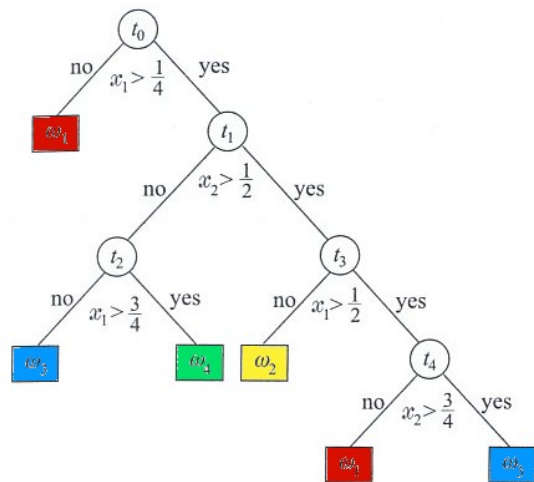 t₀
no x₁ > 1/4 yes
ω₁ t₁
no x₂ > 1/2 yes
t₂ t₃
no x₁ > 3/4 yes no x₁ > 1/2 yes
ω₃ ω₄ ω₂ t₄
no x₂ > 3/4 yes
ω₁ ω₃